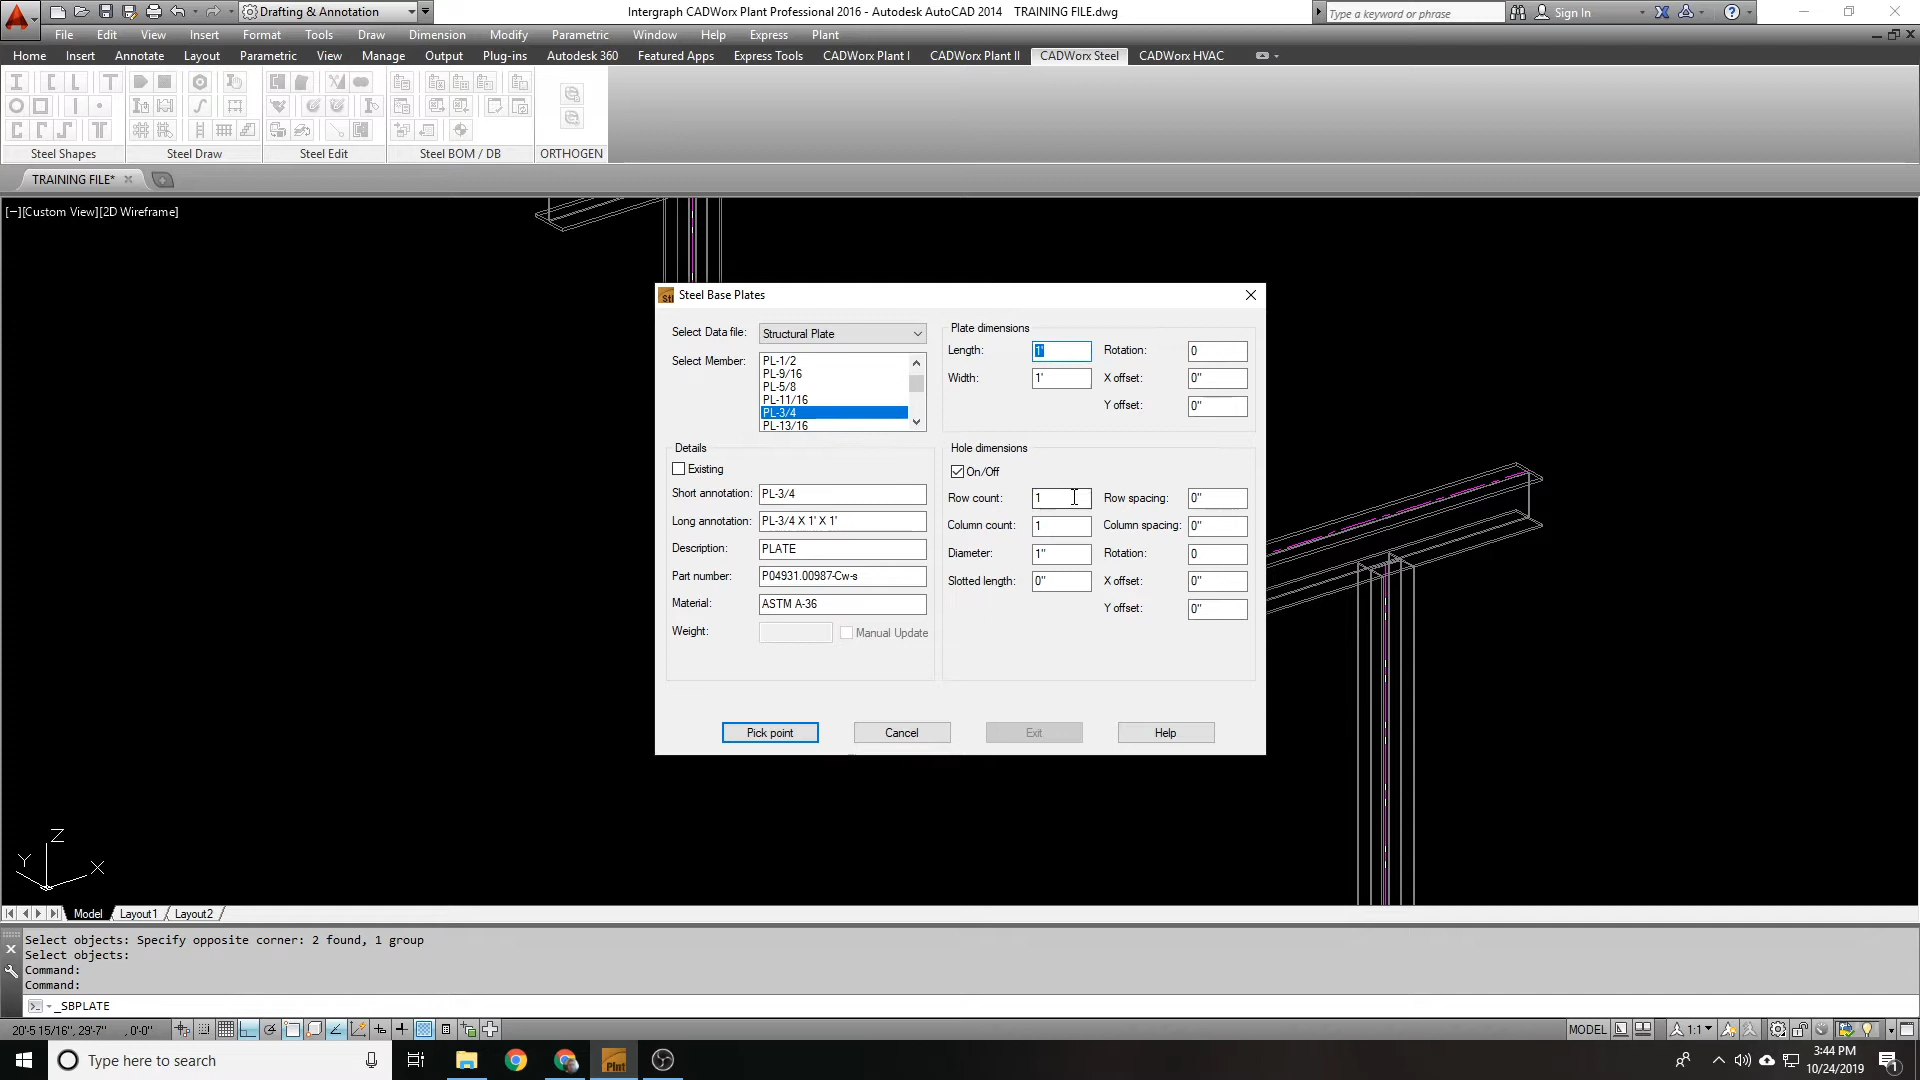 Drafting & Annotation
Intergraph CADWorx Plant Professional 2016 - Autodesk AutoCAD 2014 TRAINING FILE.dwg
Type a keyword or phrase
Sign In
File Edit View Insert Format Tools Draw Dimension Modify Parametric Window Help Express Plant
Home Insert Annotate Layout Parametric View Manage Output Plug-ins Autodesk 360 Featured Apps Express Tools CADWorx Plant I CADWorx Plant II CADWorx Steel CADWorx HVAC
Steel Shapes Steel Draw Steel Edit Steel BOM / DB ORTHOGEN
TRAINING FILE*
[−][Custom View][2D Wireframe]
Steel Base Plates
Select Data file: Structural Plate
Select Member:
PL-1/2
PL-9/16
PL-5/8
PL-11/16
PL-3/4
PL-13/16
Plate dimensions
Length: 1' Rotation: 0
Width: 1' X offset: 0"
Y offset: 0"
Details
Existing
Short annotation: PL-3/4
Long annotation: PL-3/4 X 1' X 1'
Description: PLATE
Part number: P04931.00987-Cw-s
Material: ASTM A-36
Weight: Manual Update
Hole dimensions
On/Off
Row count: 1 Row spacing: 0"
Column count: 1 Column spacing: 0"
Diameter: 1" Rotation: 0
Slotted length: 0" X offset: 0"
Y offset: 0"
Pick point Cancel Exit Help
Z
Y
X
Model Layout1 Layout2
Select objects: Specify opposite corner: 2 found, 1 group
Select objects:
Command:
Command:
_SBPLATE
20'-5 15/16", 29'-7" , 0'-0"
MODEL
1:1
Type here to search
Plnt
3:44 PM
10/24/2019
1